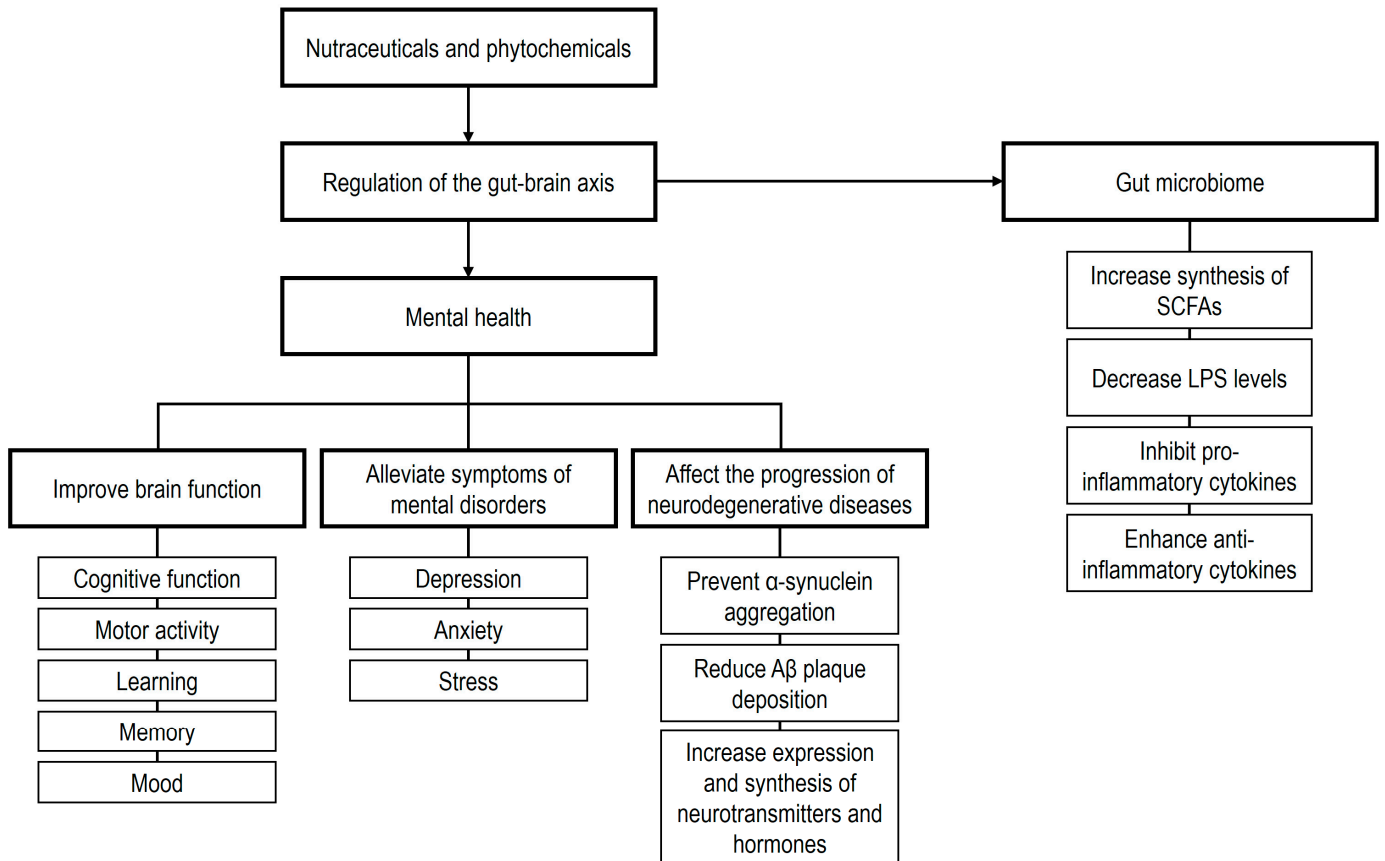 Nutraceuticals and phytochemicals
Regulation of the gut-brain axis
Gut microbiome
Mental health
Increase synthesis of
SCFAs
Decrease LPS levels
Inhibit pro-
inflammatory cytokines
Enhance anti-
inflammatory cytokines
Improve brain function
Cognitive function
Motor activity
Learning
Memory
Mood
Alleviate symptoms of
mental disorders
Depression
Anxiety
Stress
Affect the progression of
neurodegenerative diseases
Prevent α-synuclein
aggregation
Reduce Aβ plaque
deposition
Increase expression
and synthesis of
neurotransmitters and
hormones